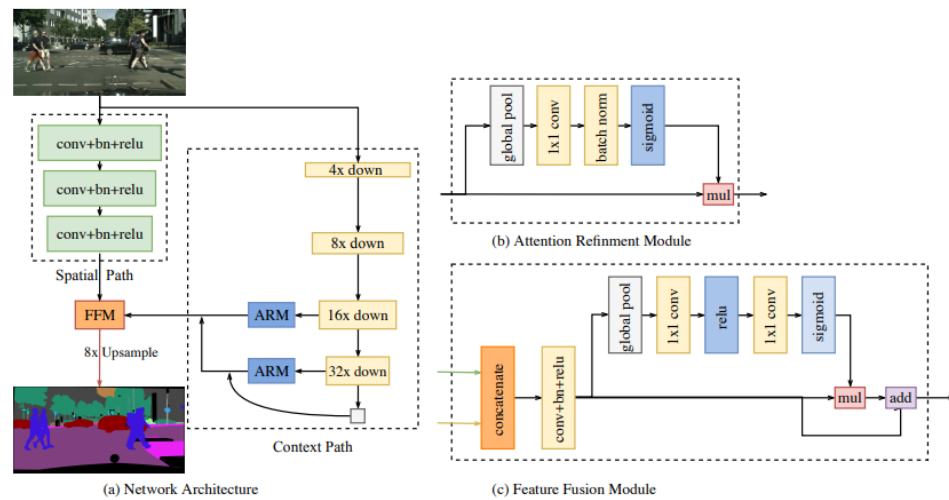 conv+bn+relu
conv+bn+relu
conv+bn+relu
Spatial Path
FFM
8x Upsample
4x down
8x down
ARM
16x down
ARM
32x down
Context Path
(a) Network Architecture
global pool
1x1 conv
batch norm
sigmoid
mul
(b) Attention Refinment Module
concatenate
conv+bn+relu
global pool
1x1 conv
relu
1x1 conv
sigmoid
mul
add
(c) Feature Fusion Module